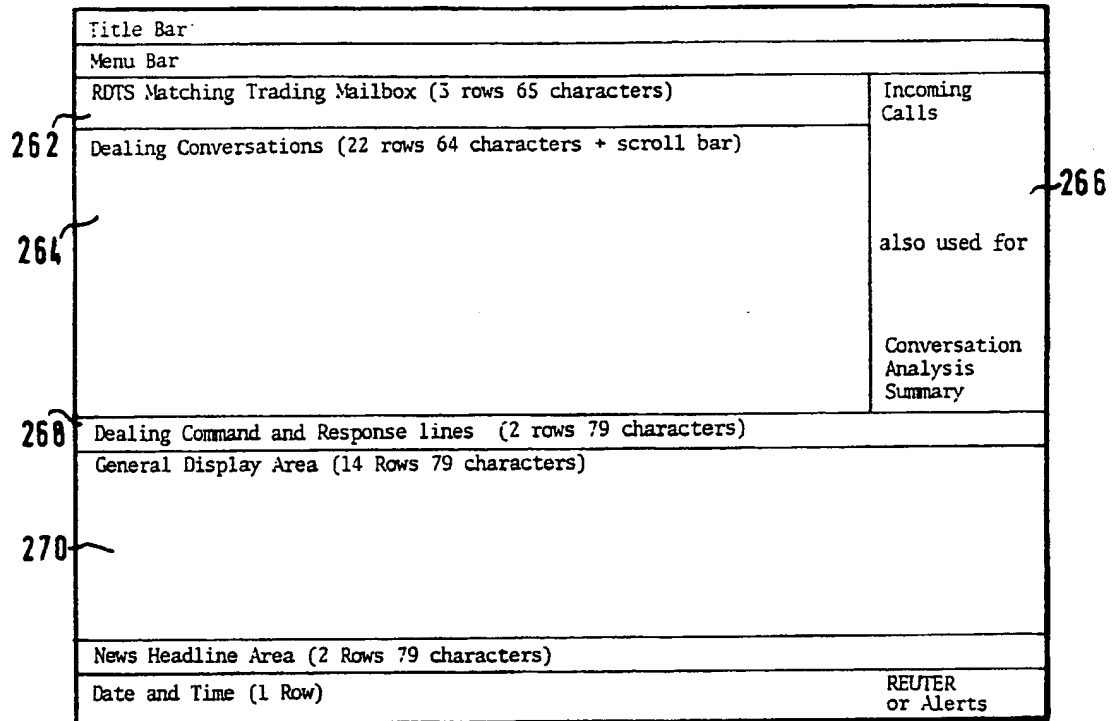 Title Bar
Menu Bar
RDTS Matching Trading Mailbox (3 rows 65 characters)
Incoming
Calls
262
Dealing Conversations (22 rows 64 characters + scroll bar)
266
264
also used for
Conversation
Analysis
Summary
268
Dealing Command and Response lines (2 rows 79 characters)
General Display Area (14 Rows 79 characters)
270
News Headline Area (2 Rows 79 characters)
Date and Time (1 Row)
REUTER
or Alerts